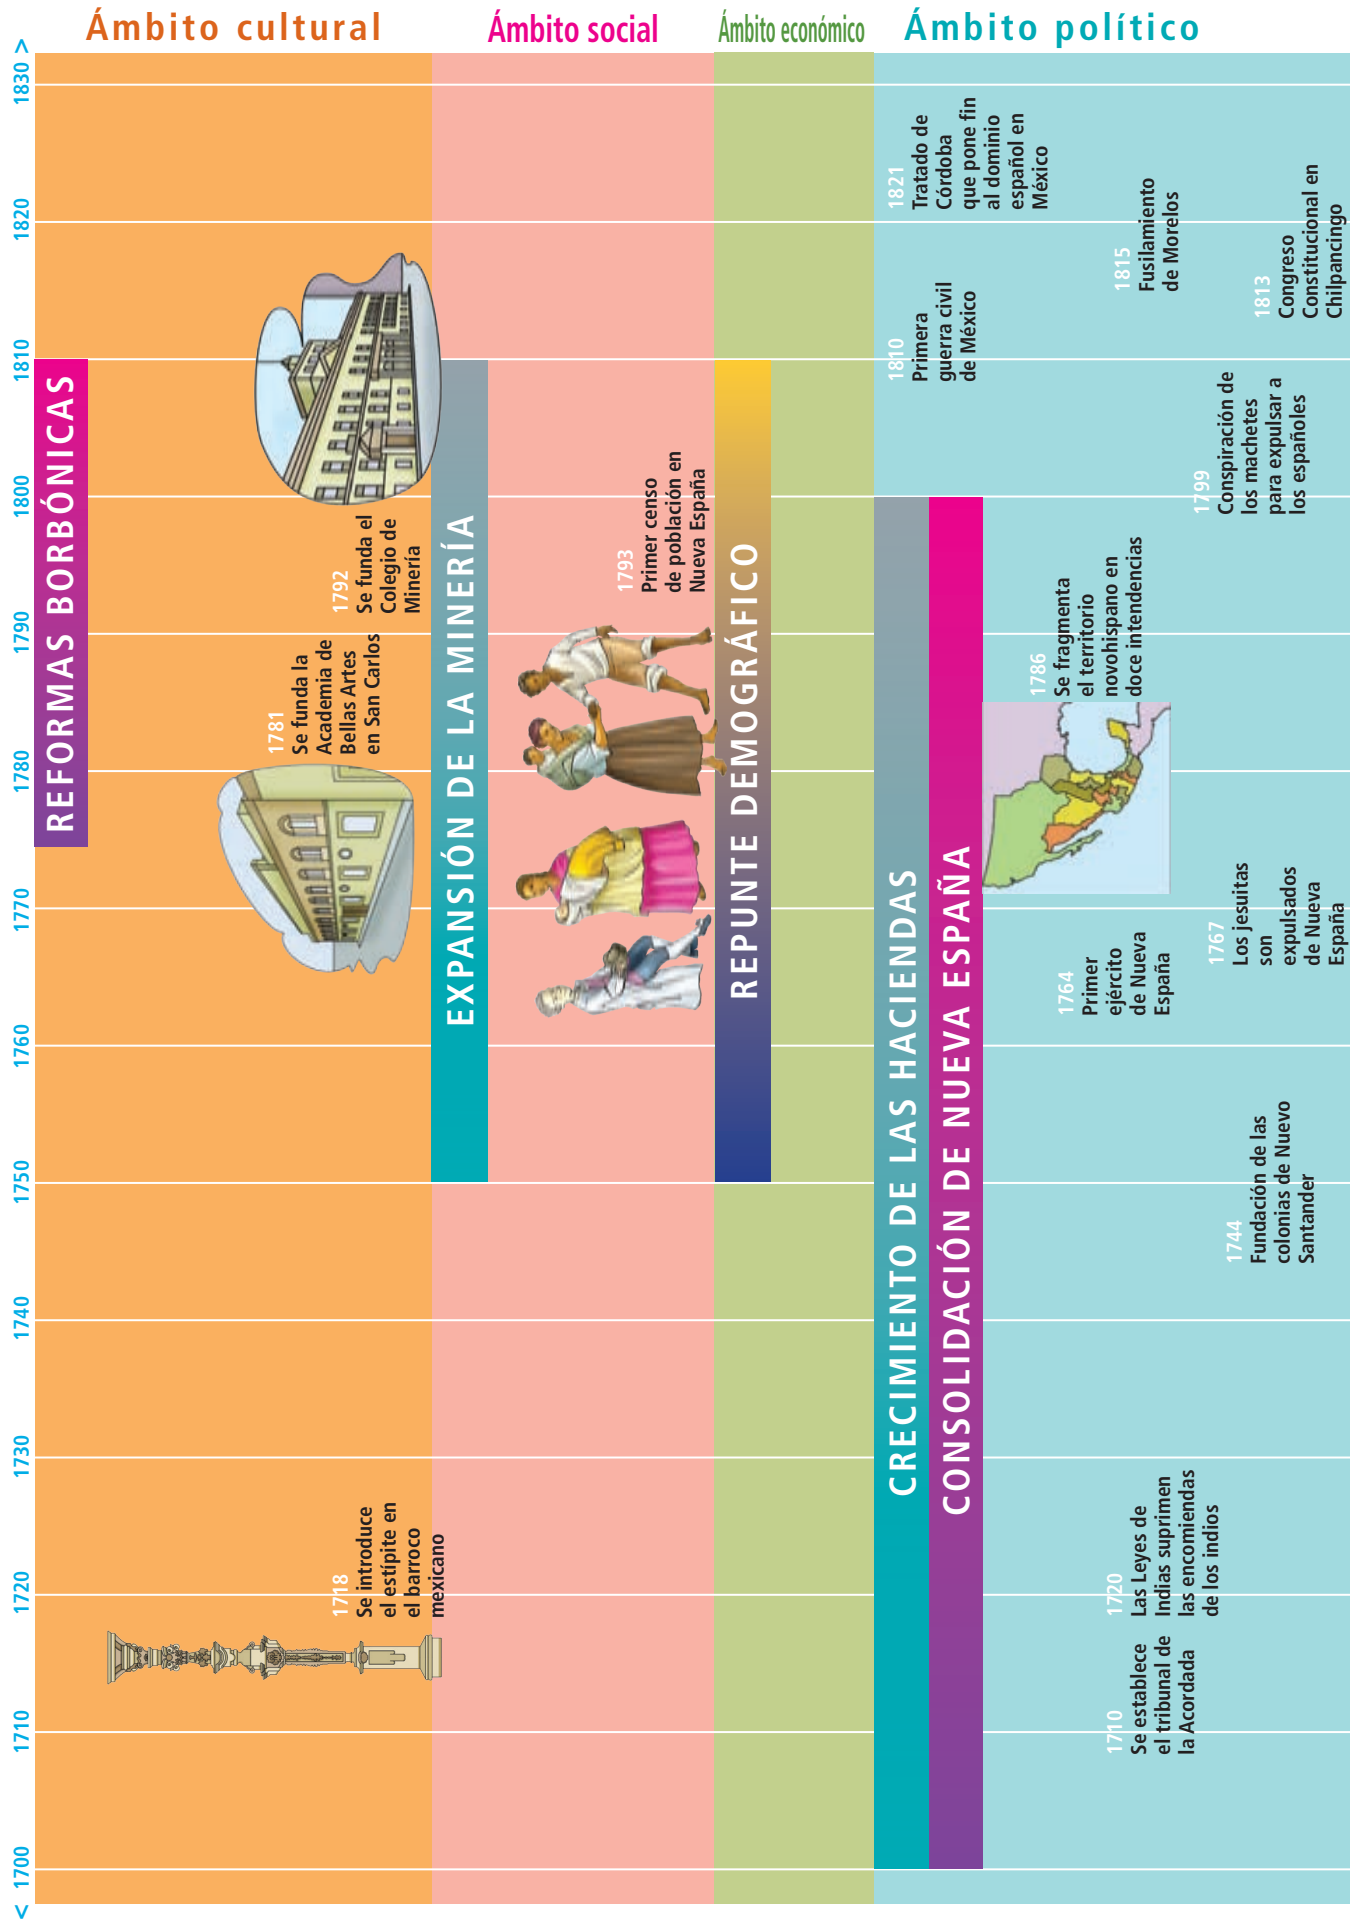 Ámbito cultural
Ámbito social
Ámbito económico
Ámbito político
< 1700 1710 1720 1730 1740 1750 1760 1770 1780 1790 1800 1810 1820 1830 >
REFORMAS BORBÓNICAS
1718
Se introduce
el estípite en
el barroco
mexicano
1781
Se funda la
Academia de
Bellas Artes
en San Carlos
1792
Se funda el
Colegio de
Minería
EXPANSIÓN DE LA MINERÍA
1793
Primer censo
de población en
Nueva España
REPUNTE DEMOGRÁFICO
CRECIMIENTO DE LAS HACIENDAS
CONSOLIDACIÓN DE NUEVA ESPAÑA
1710
Se establece
el tribunal de
la Acordada
1720
Las Leyes de
Indias suprimen
las encomiendas
de los indios
1744
Fundación de las
colonias de Nuevo
Santander
1764
Primer
ejército
de Nueva
España
1767
Los jesuitas
son
expulsados
de Nueva
España
1786
Se fragmenta
el territorio
novohispano en
doce intendencias
1799
Conspiración de
los machetes
para expulsar a
los españoles
1810
Primera
guerra civil
de México
1813
Congreso
Constitucional en
Chilpancingo
1815
Fusilamiento
de Morelos
1821
Tratado de
Córdoba
que pone fin
al dominio
español en
México